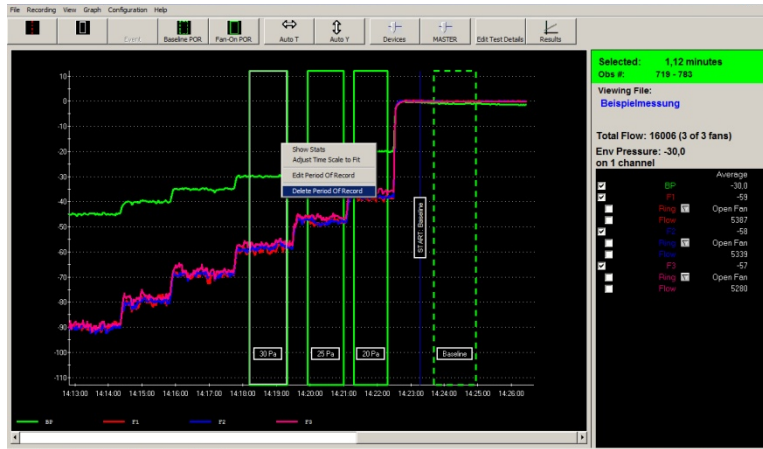 File Recording View Graph Configuration Help
Event Baseline POR Fan-On POR Auto T Auto Y Devices MASTER Edit Test Details Results
Selected: 1,12 minutes
Obs #: 719 - 783
Viewing File:
Beispielmessung
Total Flow: 16006 (3 of 3 fans)
Env Pressure: -30,0
on 1 channel
Average
BP -30,0
F1 -59
Ring Open Fan
Flow 5387
F2 -58
Ring Open Fan
Flow 5339
F3 -57
Ring Open Fan
Flow 5280
10
0
-10
-20
-30
-40
-50
-60
-70
-80
-90
-100
-110
Show Stats
Adjust Time Scale to Fit
Edit Period Of Record
Delete Period Of Record
START: Baseline
30 Pa 25 Pa 20 Pa Baseline
14:13:00 14:14:00 14:15:00 14:16:00 14:17:00 14:18:00 14:19:00 14:20:00 14:21:00 14:22:00 14:23:00 14:24:00 14:25:00 14:26:00
BP F1 F2 F3